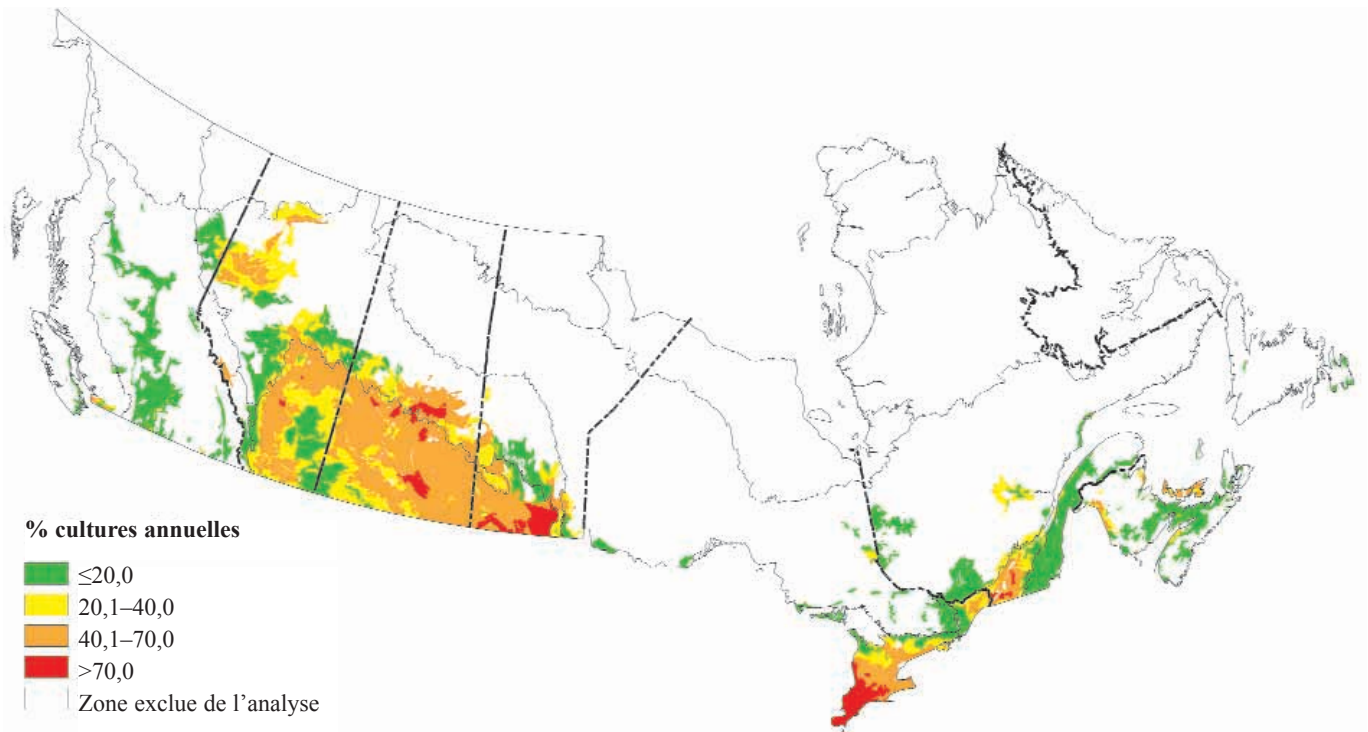 % cultures annuelles
≤20,0
20,1–40,0
40,1–70,0
>70,0
Zone exclue de l’analyse